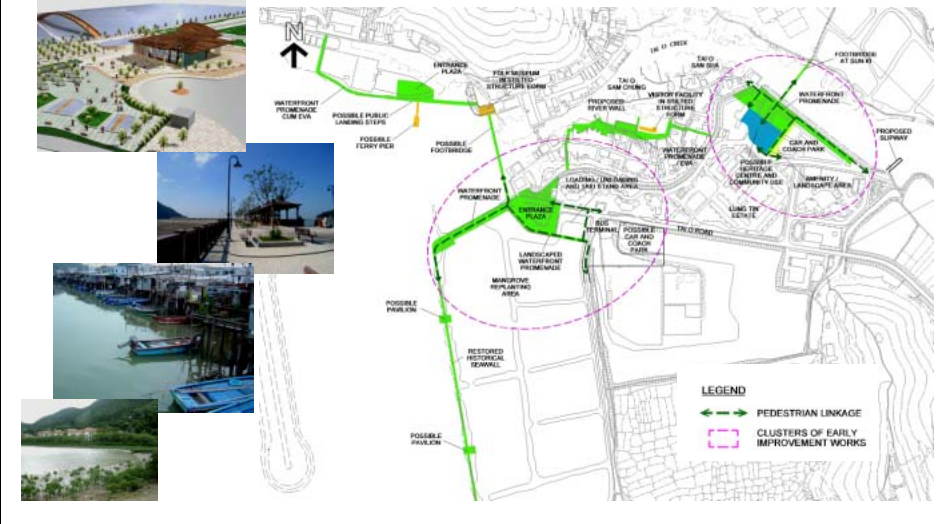 N
ENTRANCE
PLAZA
FOLK MUSEUM
IN STILTED
STRUCTURE FORM
WATERFRONT
PROMENADE
CUM EVA
POSSIBLE PUBLIC
LANDING STEPS
POSSIBLE
FERRY PIER
POSSIBLE
FOOTBRIDGE
TAI O CREEK
TAI O
SAM CHUNG
TAI O
SAN SHA
PROPOSED
RIVER WALL
VISITOR FACILITY
IN STILTED
STRUCTURE
FORM
WATERFRONT
PROMENADE
/ EVA
FOOTBRIDGE
AT SUN KI
WATERFRONT
PROMENADE
PROPOSED
SLIPWAY
CAR AND
COACH PARK
POSSIBLE
HERITAGE
CENTRE AND
COMMUNITY USE
AMENITY /
LANDSCAPE AREA
LUNG TIN
ESTATE
LOADING / UNLOADING
AND TAXI STAND AREA
WATERFRONT
PROMENADE
ENTRANCE
PLAZA
BUS
TERMINAL
POSSIBLE
CAR AND
COACH
PARK
TAI O ROAD
LANDSCAPED
WATERFRONT
PROMENADE
MANGROVE
REPLANTING
AREA
POSSIBLE
PAVILION
RESTORED
HISTORICAL
SEAWALL
POSSIBLE
PAVILION
LEGEND
PEDESTRIAN LINKAGE
CLUSTERS OF EARLY
IMPROVEMENT WORKS